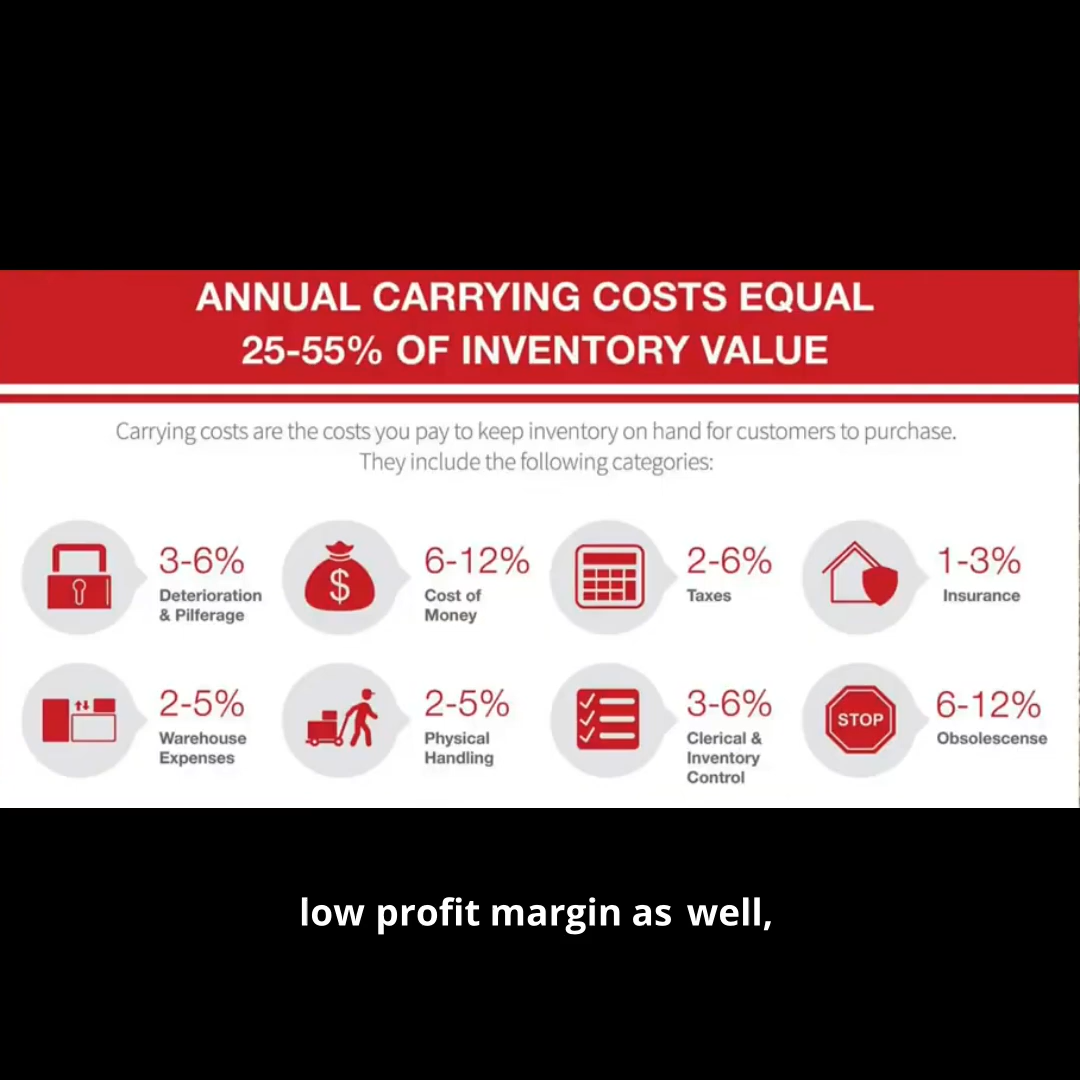 ANNUAL CARRYING COSTS EQUAL
25-55% OF INVENTORY VALUE
Carrying costs are the costs you pay to keep inventory on hand for customers to purchase.
They include the following categories:
3-6%
Deterioration
& Pilferage
$
6-12%
Cost of
Money
2-6%
Taxes
1-3%
Insurance
2-5%
Warehouse
Expenses
2-5%
Physical
Handling
3-6%
Clerical &
Inventory
Control
STOP
6-12%
Obsolescense
low profit margin as well,